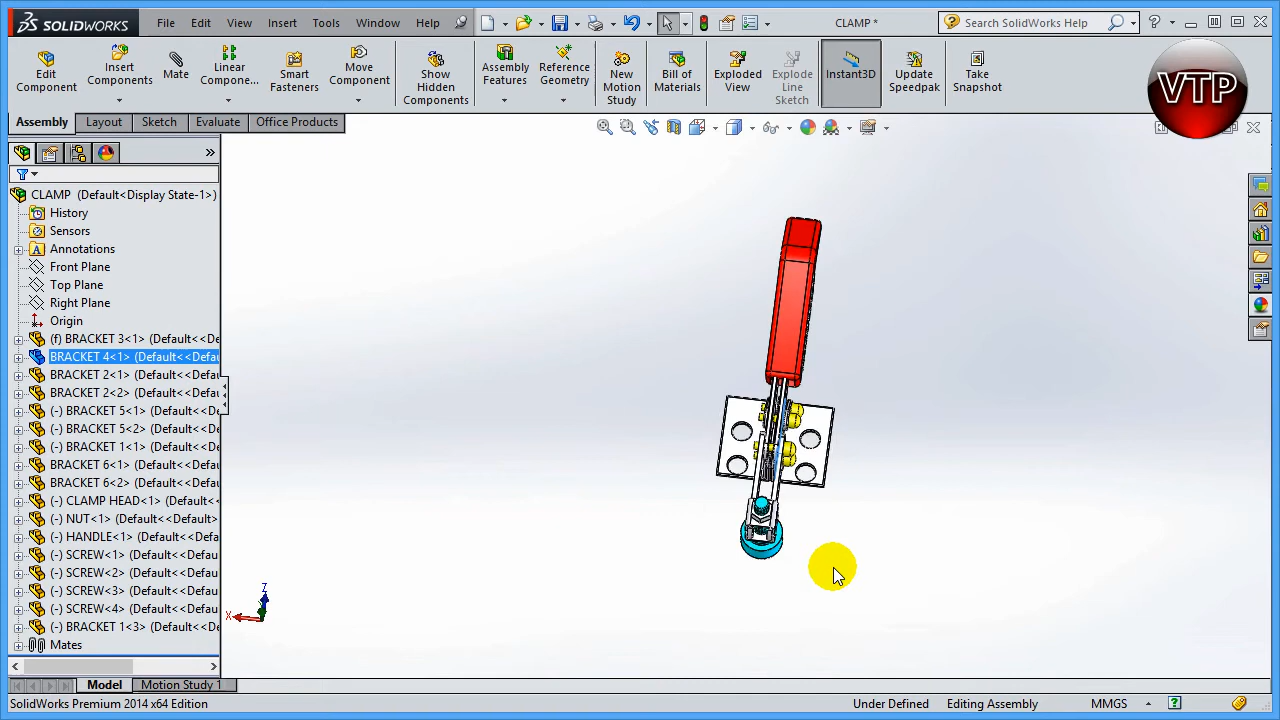 SOLIDWORKS File Edit View Insert Tools Window Help CLAMP * Search SolidWorks Help
VTP
Edit Component
Insert Components
Mate
Linear Compone...
Smart Fasteners
Move Component
Show Hidden Components
Assembly Features
Reference Geometry
New Motion Study
Bill of Materials
Exploded View
Explode Line Sketch
Instant3D
Update Speedpak
Take Snapshot
Assembly Layout Sketch Evaluate Office Products
CLAMP (Default<Display State-1>)
History
Sensors
Annotations
Front Plane
Top Plane
Right Plane
Origin
(f) BRACKET 3<1> (Default<<De
BRACKET 4<1> (Default<<Defau
BRACKET 2<1> (Default<<Defau
BRACKET 2<2> (Default<<Defau
(-) BRACKET 5<1> (Default<<De
(-) BRACKET 5<2> (Default<<De
(-) BRACKET 1<1> (Default<<De
BRACKET 6<1> (Default<<Defau
BRACKET 6<2> (Default<<Defau
(-) CLAMP HEAD<1> (Default<<
(-) NUT<1> (Default<<Default>
(-) HANDLE<1> (Default<<Defa
(-) SCREW<1> (Default<<Defau
(-) SCREW<2> (Default<<Defau
(-) SCREW<3> (Default<<Defau
(-) SCREW<4> (Default<<Defau
(-) BRACKET 1<3> (Default<<De
Mates
Z
X
Model Motion Study 1
SolidWorks Premium 2014 x64 Edition Under Defined Editing Assembly MMGS